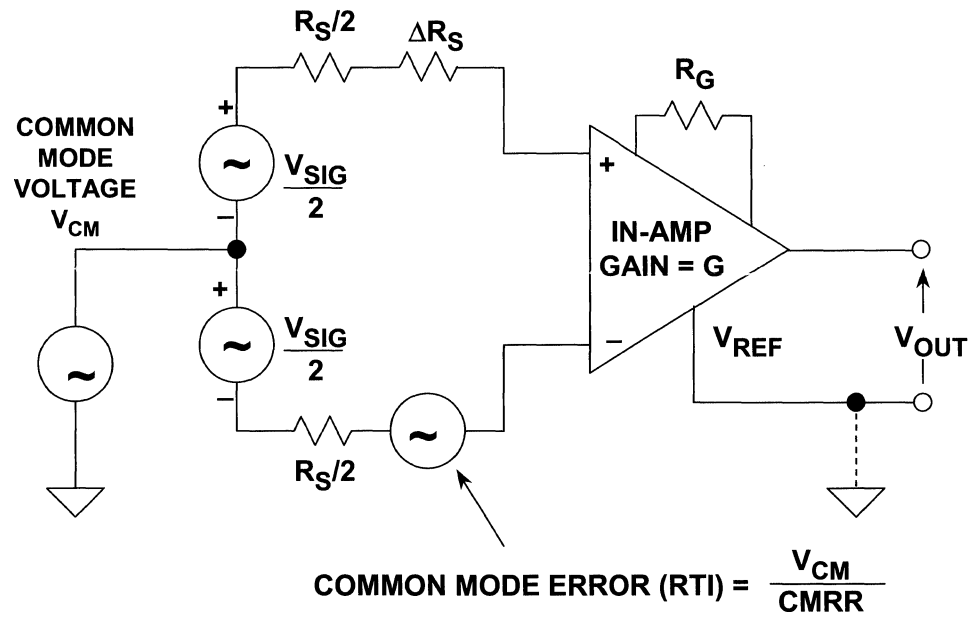 R_S/2
ΔR_S
R_G
COMMON
MODE
VOLTAGE
V_CM
+
~
V_SIG
2
−
+
IN-AMP
GAIN = G
+
~
V_SIG
2
−
~
−
V_REF
V_OUT
R_S/2
~
COMMON MODE ERROR (RTI) = V_CM
CMRR